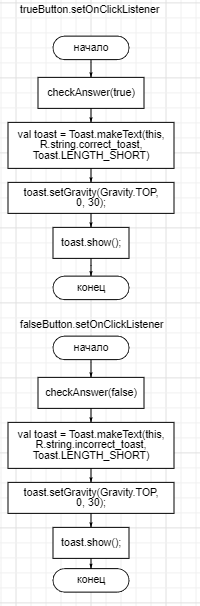 trueButton.setOnClickListener
начало
checkAnswer(true)
val toast = Toast.makeText(this,
R.string.correct_toast,
Toast.LENGTH_SHORT)
toast.setGravity(Gravity.TOP,
0, 30);
toast.show();
конец
falseButton.setOnClickListener
начало
checkAnswer(false)
val toast = Toast.makeText(this,
R.string.incorrect_toast,
Toast.LENGTH_SHORT)
toast.setGravity(Gravity.TOP,
0, 30);
toast.show();
конец